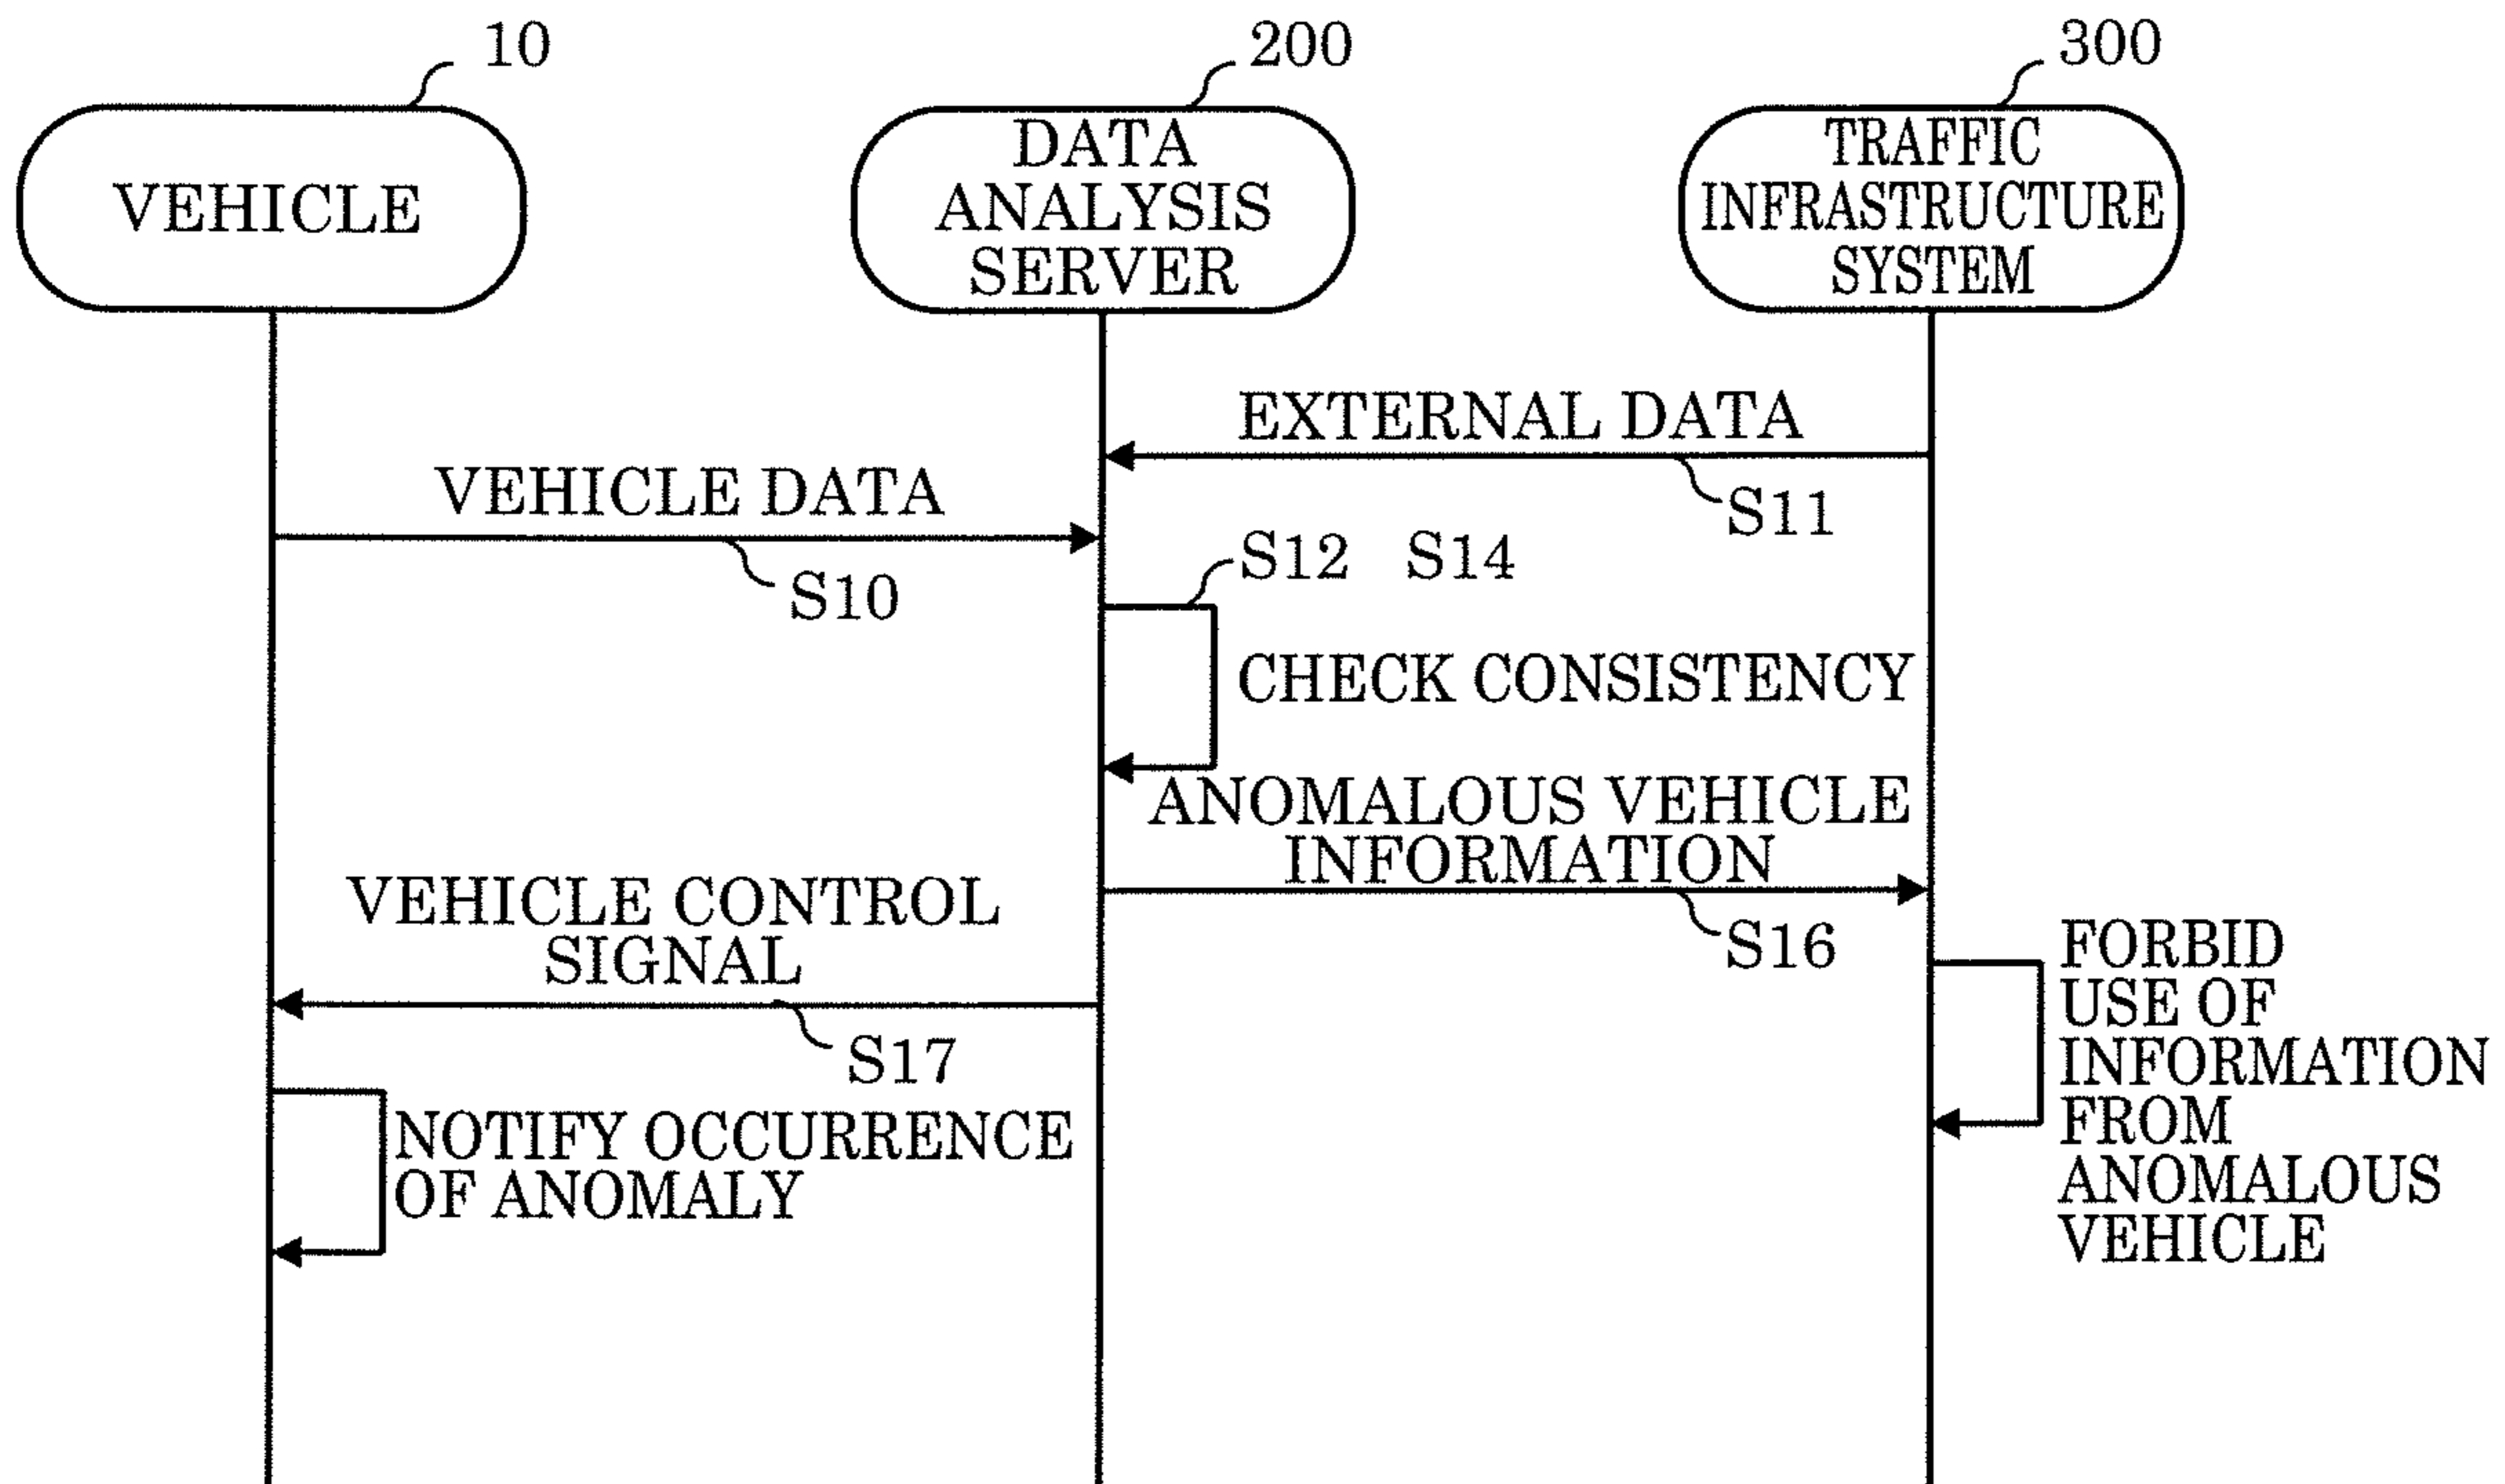 10
200
300
VEHICLE
DATA
ANALYSIS
SERVER
TRAFFIC
INFRASTRUCTURE
SYSTEM
EXTERNAL DATA
S11
VEHICLE DATA
S10
S12 S14
CHECK CONSISTENCY
ANOMALOUS VEHICLE
INFORMATION
S16
VEHICLE CONTROL
SIGNAL
S17
FORBID
USE OF
INFORMATION
FROM
ANOMALOUS
VEHICLE
NOTIFY OCCURRENCE
OF ANOMALY